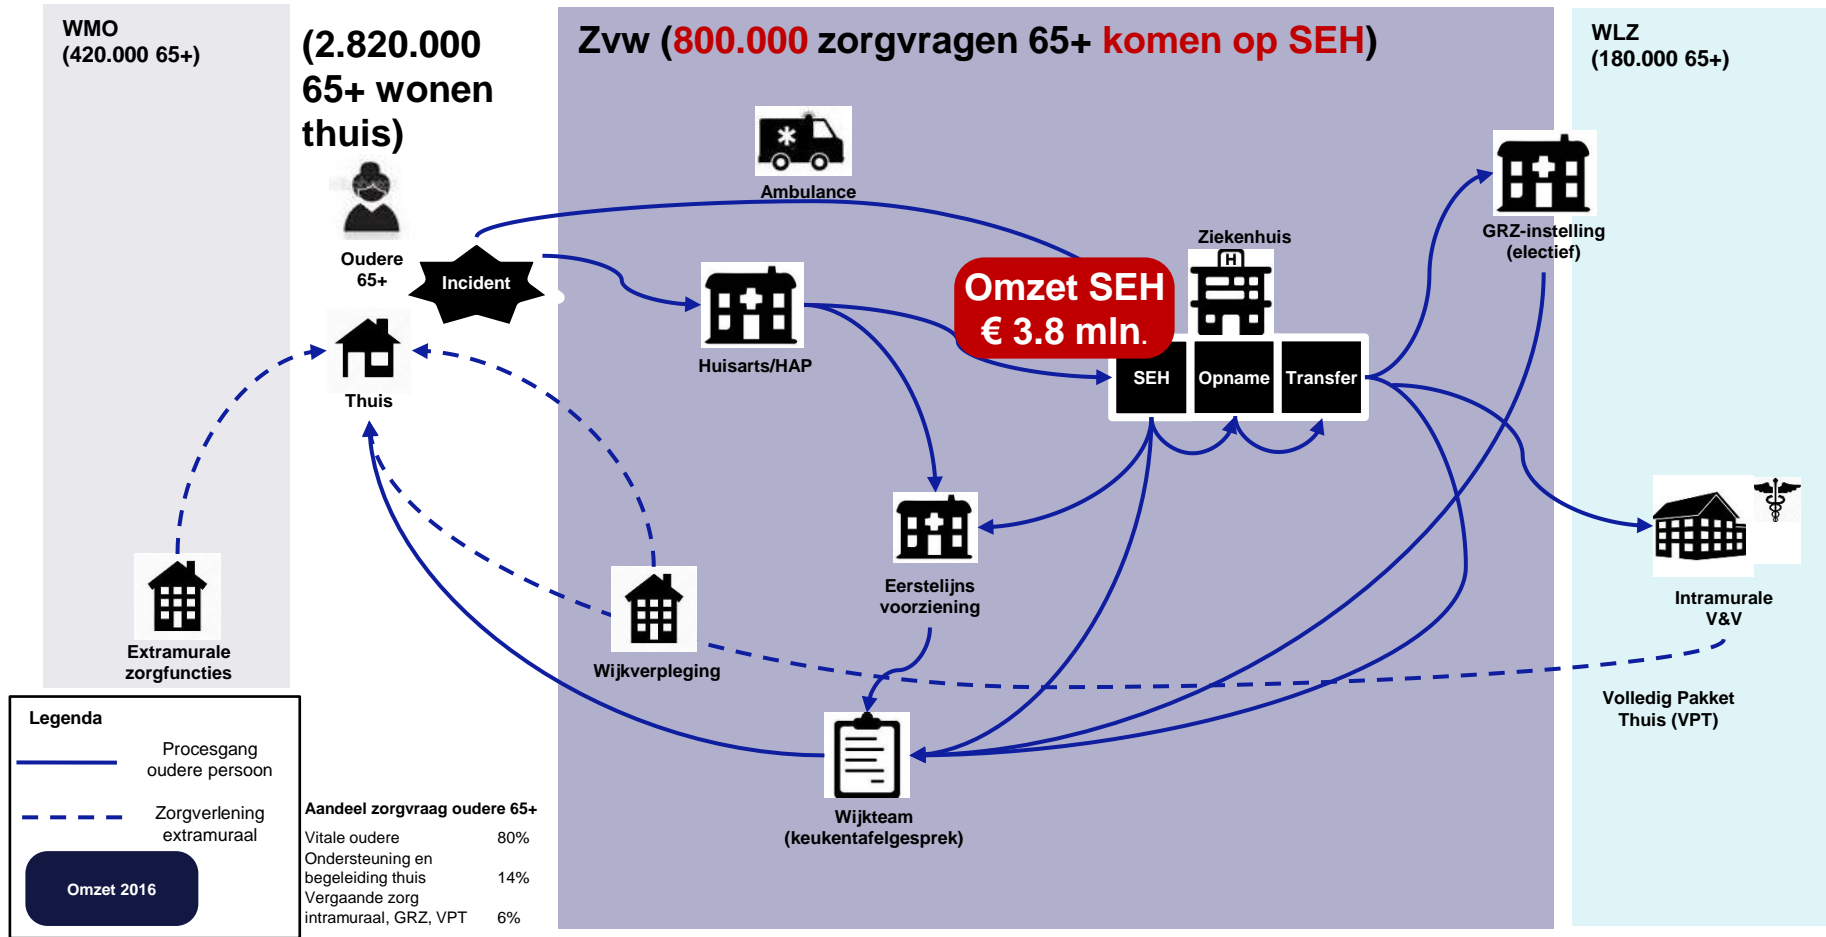 WMO
(420.000 65+)
(2.820.000
65+ wonen
thuis)
Zvw (800.000 zorgvragen 65+ komen op SEH)
WLZ
(180.000 65+)
Ambulance
Oudere
65+
Incident
Huisarts/HAP
Omzet SEH
€ 3.8 mln.
Ziekenhuis
H
SEH
Opname
Transfer
GRZ-instelling
(electief)
Thuis
Eerstelijns
voorziening
Intramurale
V&V
Extramurale
zorgfuncties
Wijkverpleging
Volledig Pakket
Thuis (VPT)
Wijkteam
(keukentafelgesprek)
Legenda
Procesgang
oudere persoon
Zorgverlening
extramuraal
Omzet 2016
Aandeel zorgvraag oudere 65+
Vitale oudere 80%
Ondersteuning en
begeleiding thuis 14%
Vergaande zorg
intramuraal, GRZ, VPT 6%